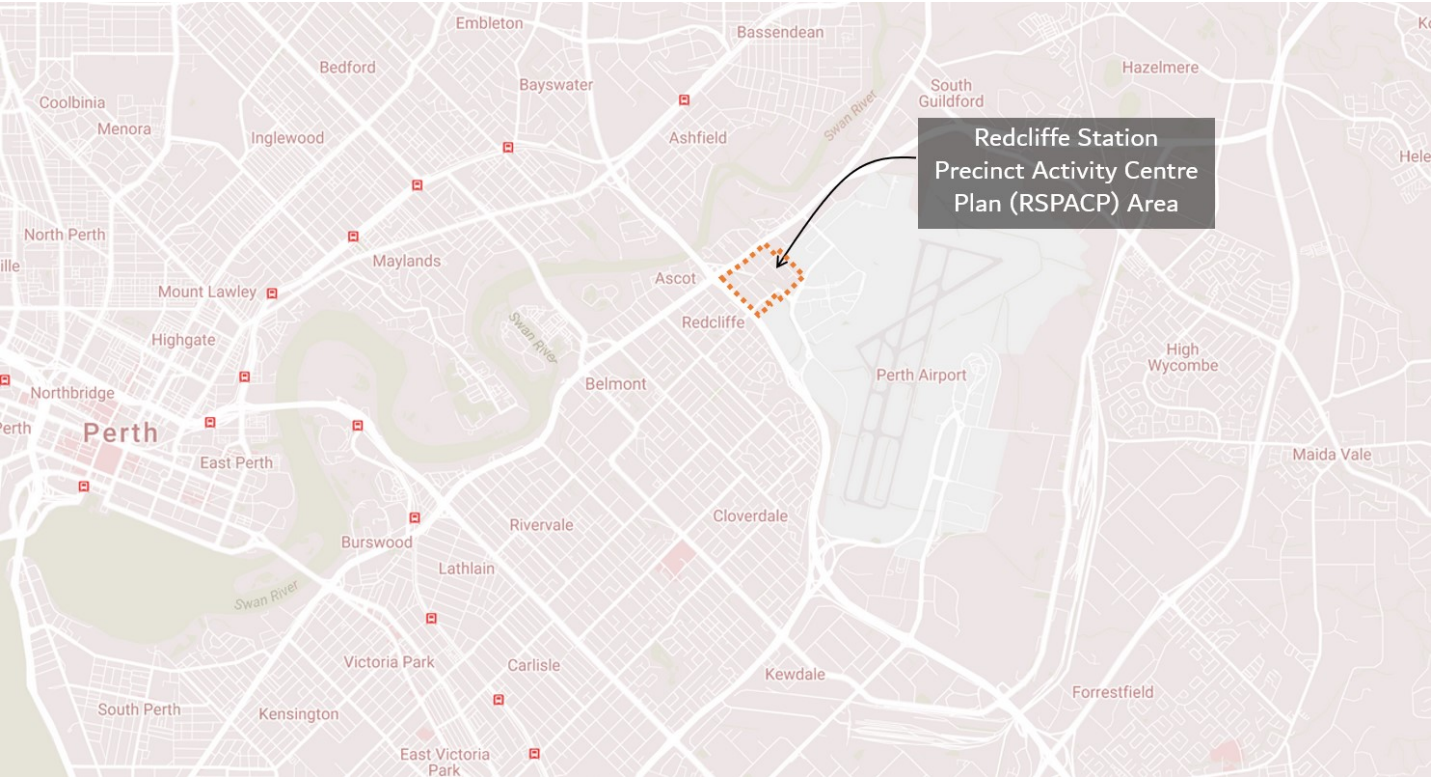 Embleton
Bassendean
Bedford
Bayswater
Hazelmere
South
Guildford
Coolbinia
Menora
Inglewood
Ashfield
Swan River
Redcliffe Station
Precinct Activity Centre
Plan (RSPACP) Area
North Perth
Maylands
Ascot
Mount Lawley
Redcliffe
Swan River
Highgate
High
Wycombe
Perth Airport
Belmont
Northbridge
Perth
East Perth
Maida Vale
Cloverdale
Rivervale
Burswood
Lathlain
Swan River
Victoria Park
Carlisle
Kewdale
Forrestfield
South Perth
Kensington
East Victoria
Park